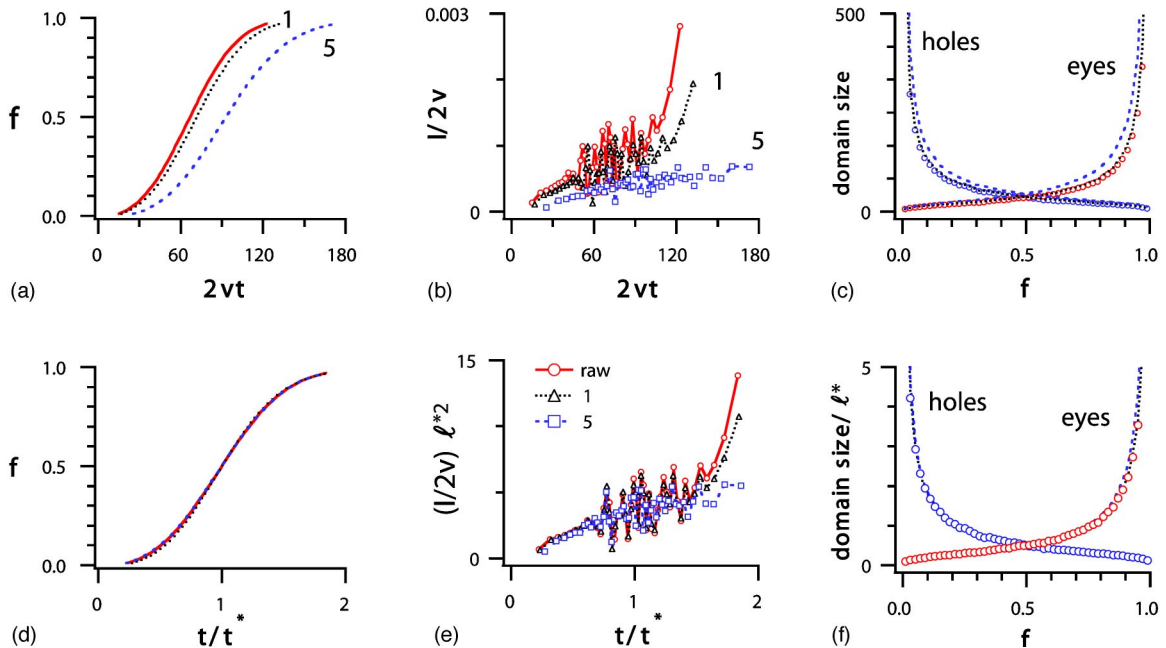 1
5
f
1.0
0.5
0.0
60
120
180
2vt
(a)
0.003
I/2v
0
1
5
60
120
180
2vt
(b)
500
domain size
0
holes
eyes
0.0
0.5
1.0
f
(c)
1.0
f
0.5
0.0
0
1
2
t/t*
(d)
15
(I/2v) ℓ*2
0
raw
1
5
0
1
2
t/t*
(e)
5
domain size/ ℓ*
0
holes
eyes
0.0
0.5
1.0
f
(f)